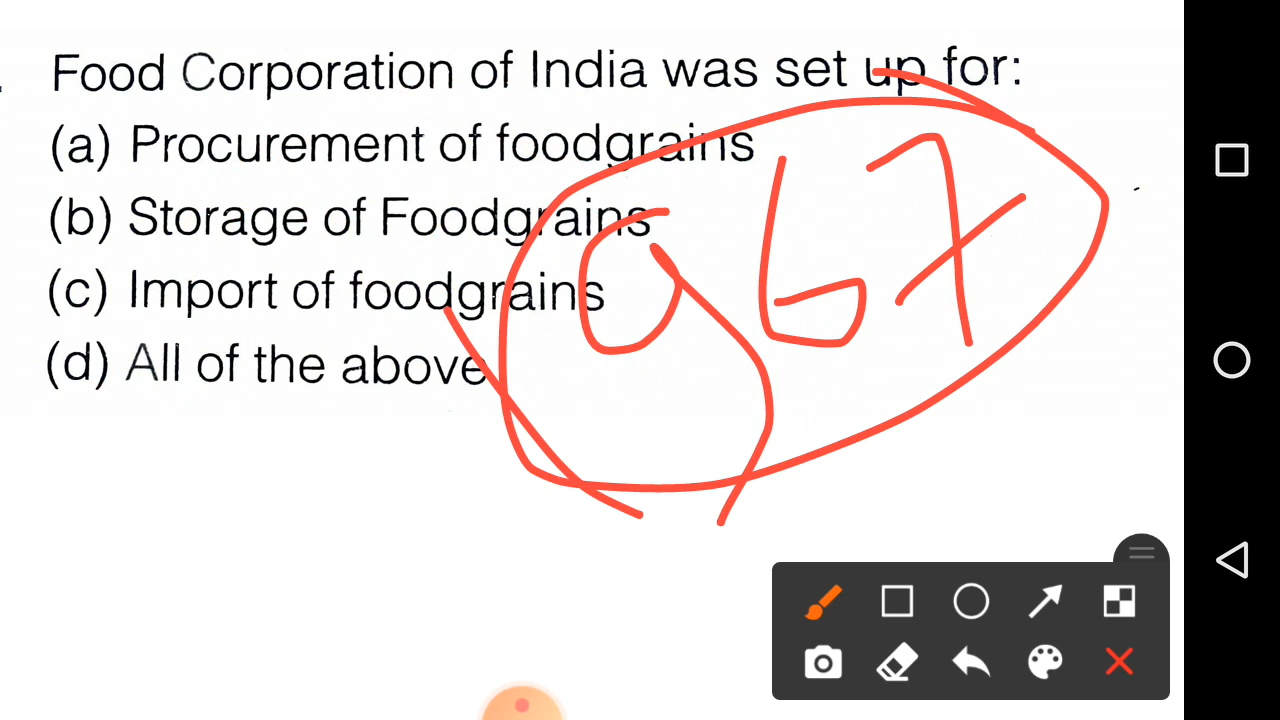 Food Corporation of India was set up for:
(a) Procurement of foodgrains
(b) Storage of Foodgrains
(c) Import of foodgrains
(d) All of the above
967